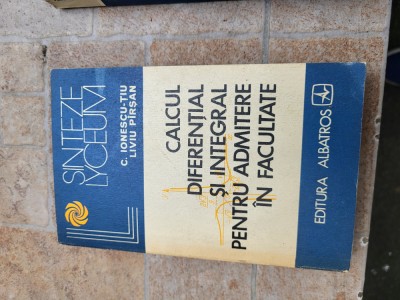 SINTEZE
LYCEUM
C. IONESCU-ȚIU
LIVIU PÎRȘAN
CALCUL
DIFERENȚIAL
ȘI INTEGRAL
PENTRU ADMITERE
ÎN FACULTATE
EDITURA ALBATROS